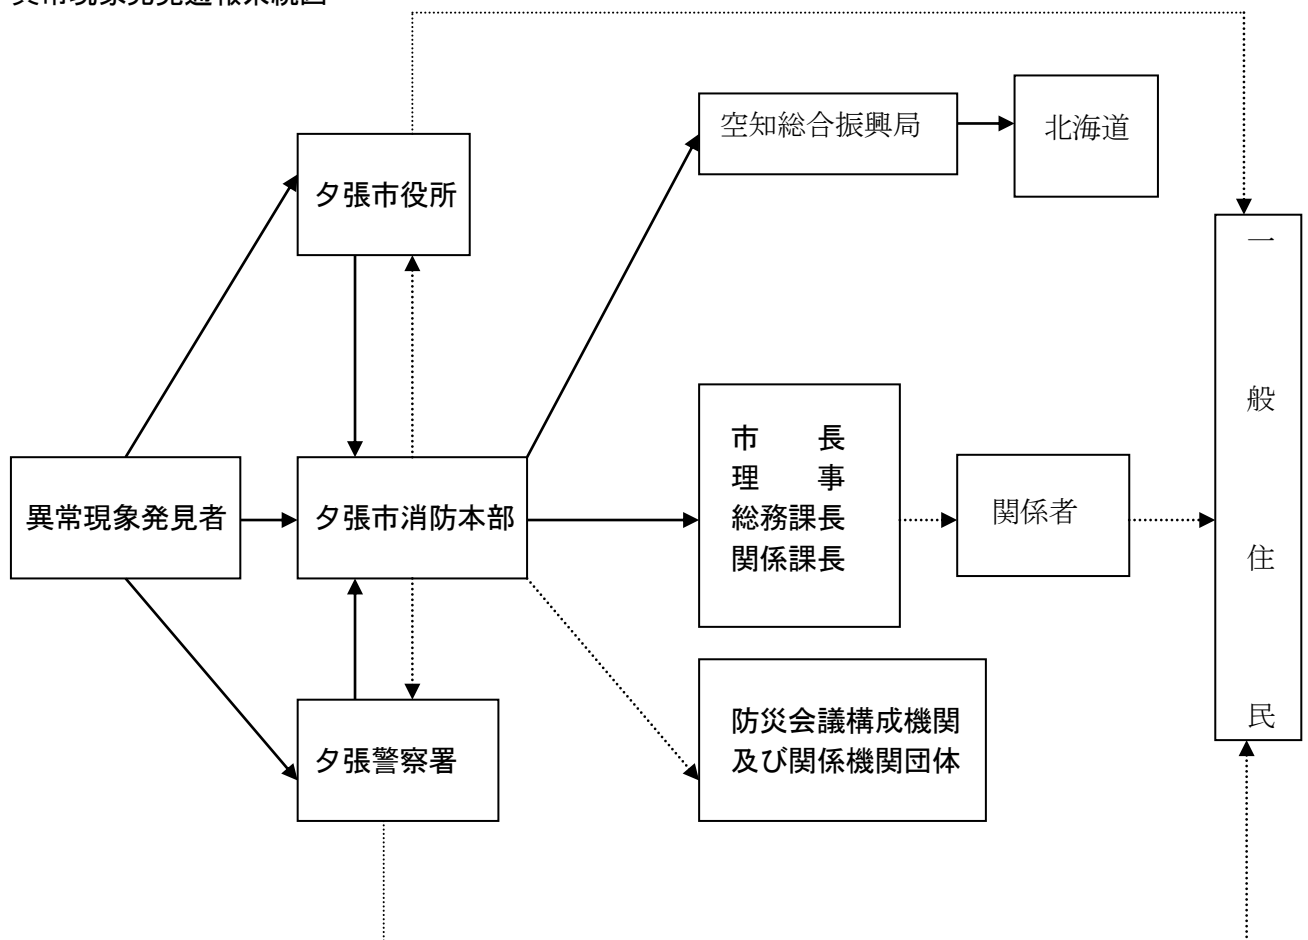 空知総合振興局
北海道
夕張市役所
市 長
理 事
総務課長
関係課長
異常現象発見者
夕張市消防本部
関係者
防災会議構成機関
及び関係機関団体
夕張警察署
一般住民